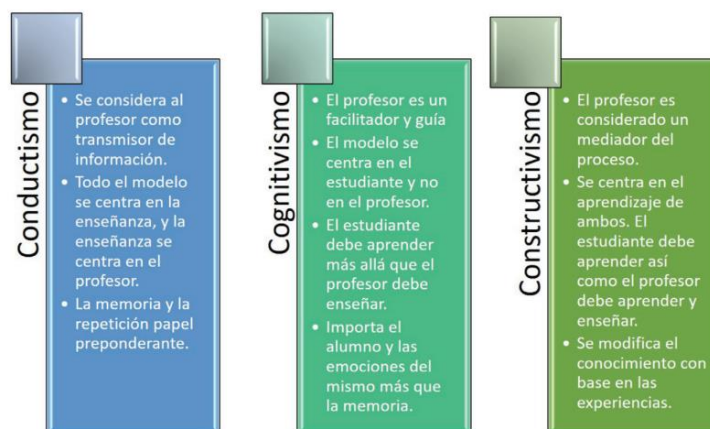 Conductismo
• Se considera al
profesor como
transmisor de
información.
• Todo el modelo
se centra en la
enseñanza, y la
enseñanza se
centra en el
profesor.
• La memoria y la
repetición papel
preponderante.
Cognitivismo
• El profesor es un
facilitador y guía
• El modelo se
centra en el
estudiante y no
en el profesor.
• El estudiante
debe aprender
más allá que el
profesor debe
enseñar.
• Importa el
alumno y las
emociones del
mismo más que
la memoria.
Constructivismo
• El profesor es
considerado un
mediador del
proceso.
• Se centra en el
aprendizaje de
ambos. El
estudiante debe
aprender así
como el profesor
debe aprender y
enseñar.
• Se modifica el
conocimiento con
base en las
experiencias.